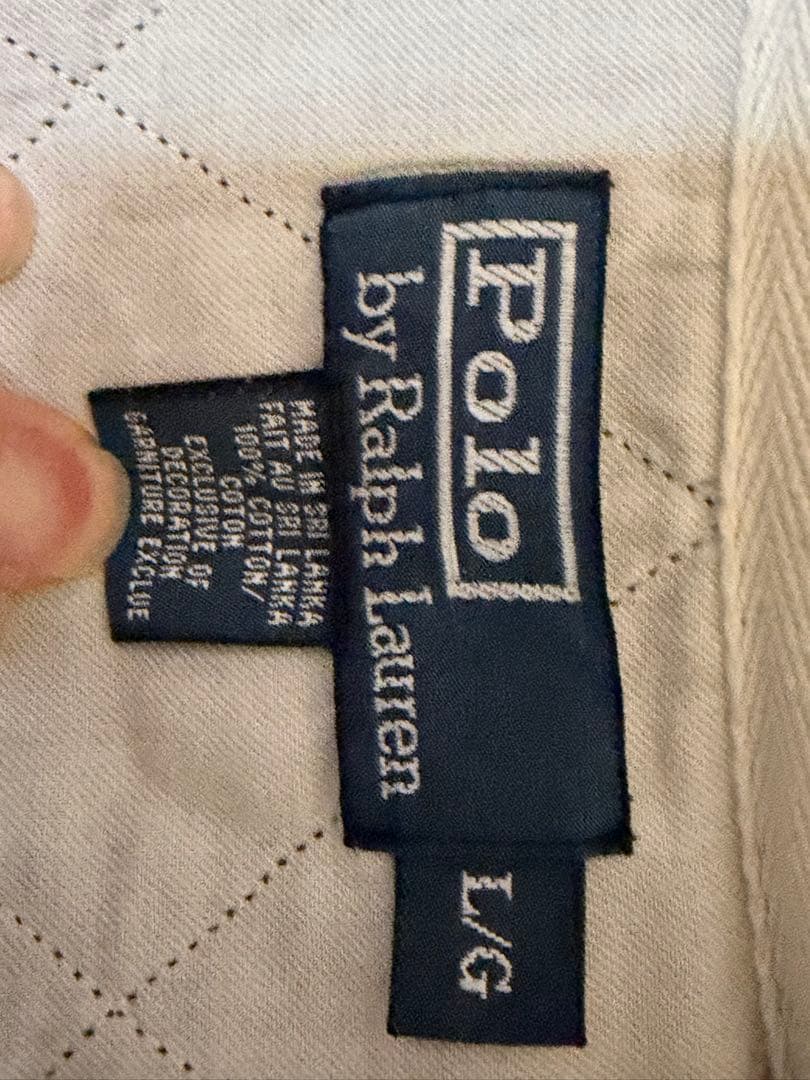 Polo
by Ralph Lauren
L/G
MADE IN SRI LANKA
FAIT AU SRI LANKA
100% COTTON/
COTON
EXCLUSIVE OF
DECORATION
GARNITURE EXCLUE